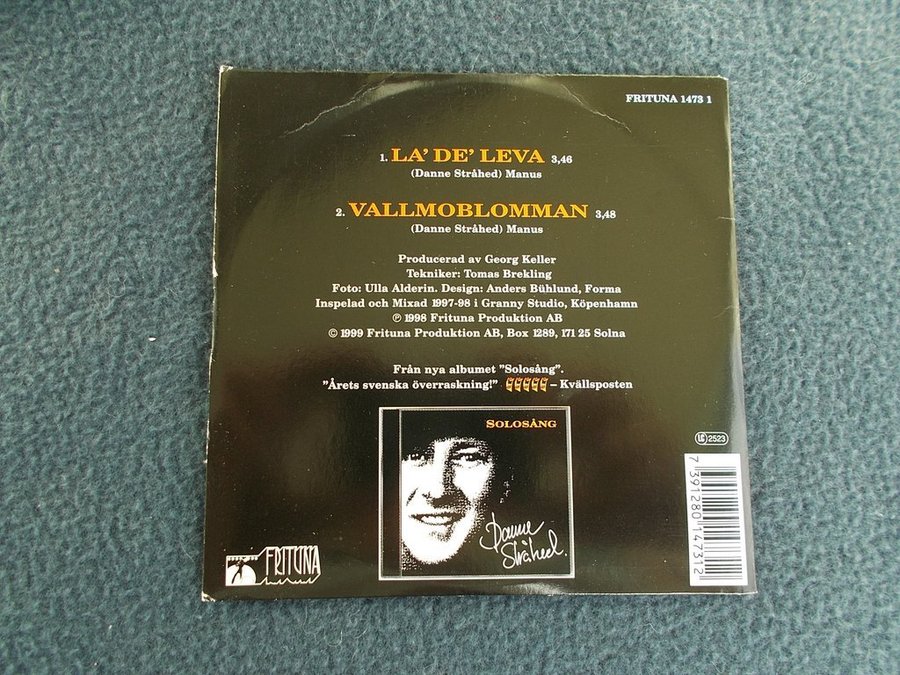 FRITUNA 1473 1
1. LA' DE' LEVA 3,46
(Danne Stråhed) Manus
2. VALLMOBLOMMAN 3,48
(Danne Stråhed) Manus
Producerad av Georg Keller
Tekniker: Tomas Brekling
Foto: Ulla Alderin. Design: Anders Bühlund, Forma
Inspelad och Mixad 1997-98 i Granny Studio, Köpenhamn
℗ 1998 Frituna Produktion AB
© 1999 Frituna Produktion AB, Box 1289, 171 25 Solna
Från nya albumet "Solosång".
"Årets svenska överraskning!" – Kvällsposten
SOLOSÅNG
Danne
Stråhed.
LC 2523
7 391280 147312
FRITUNA